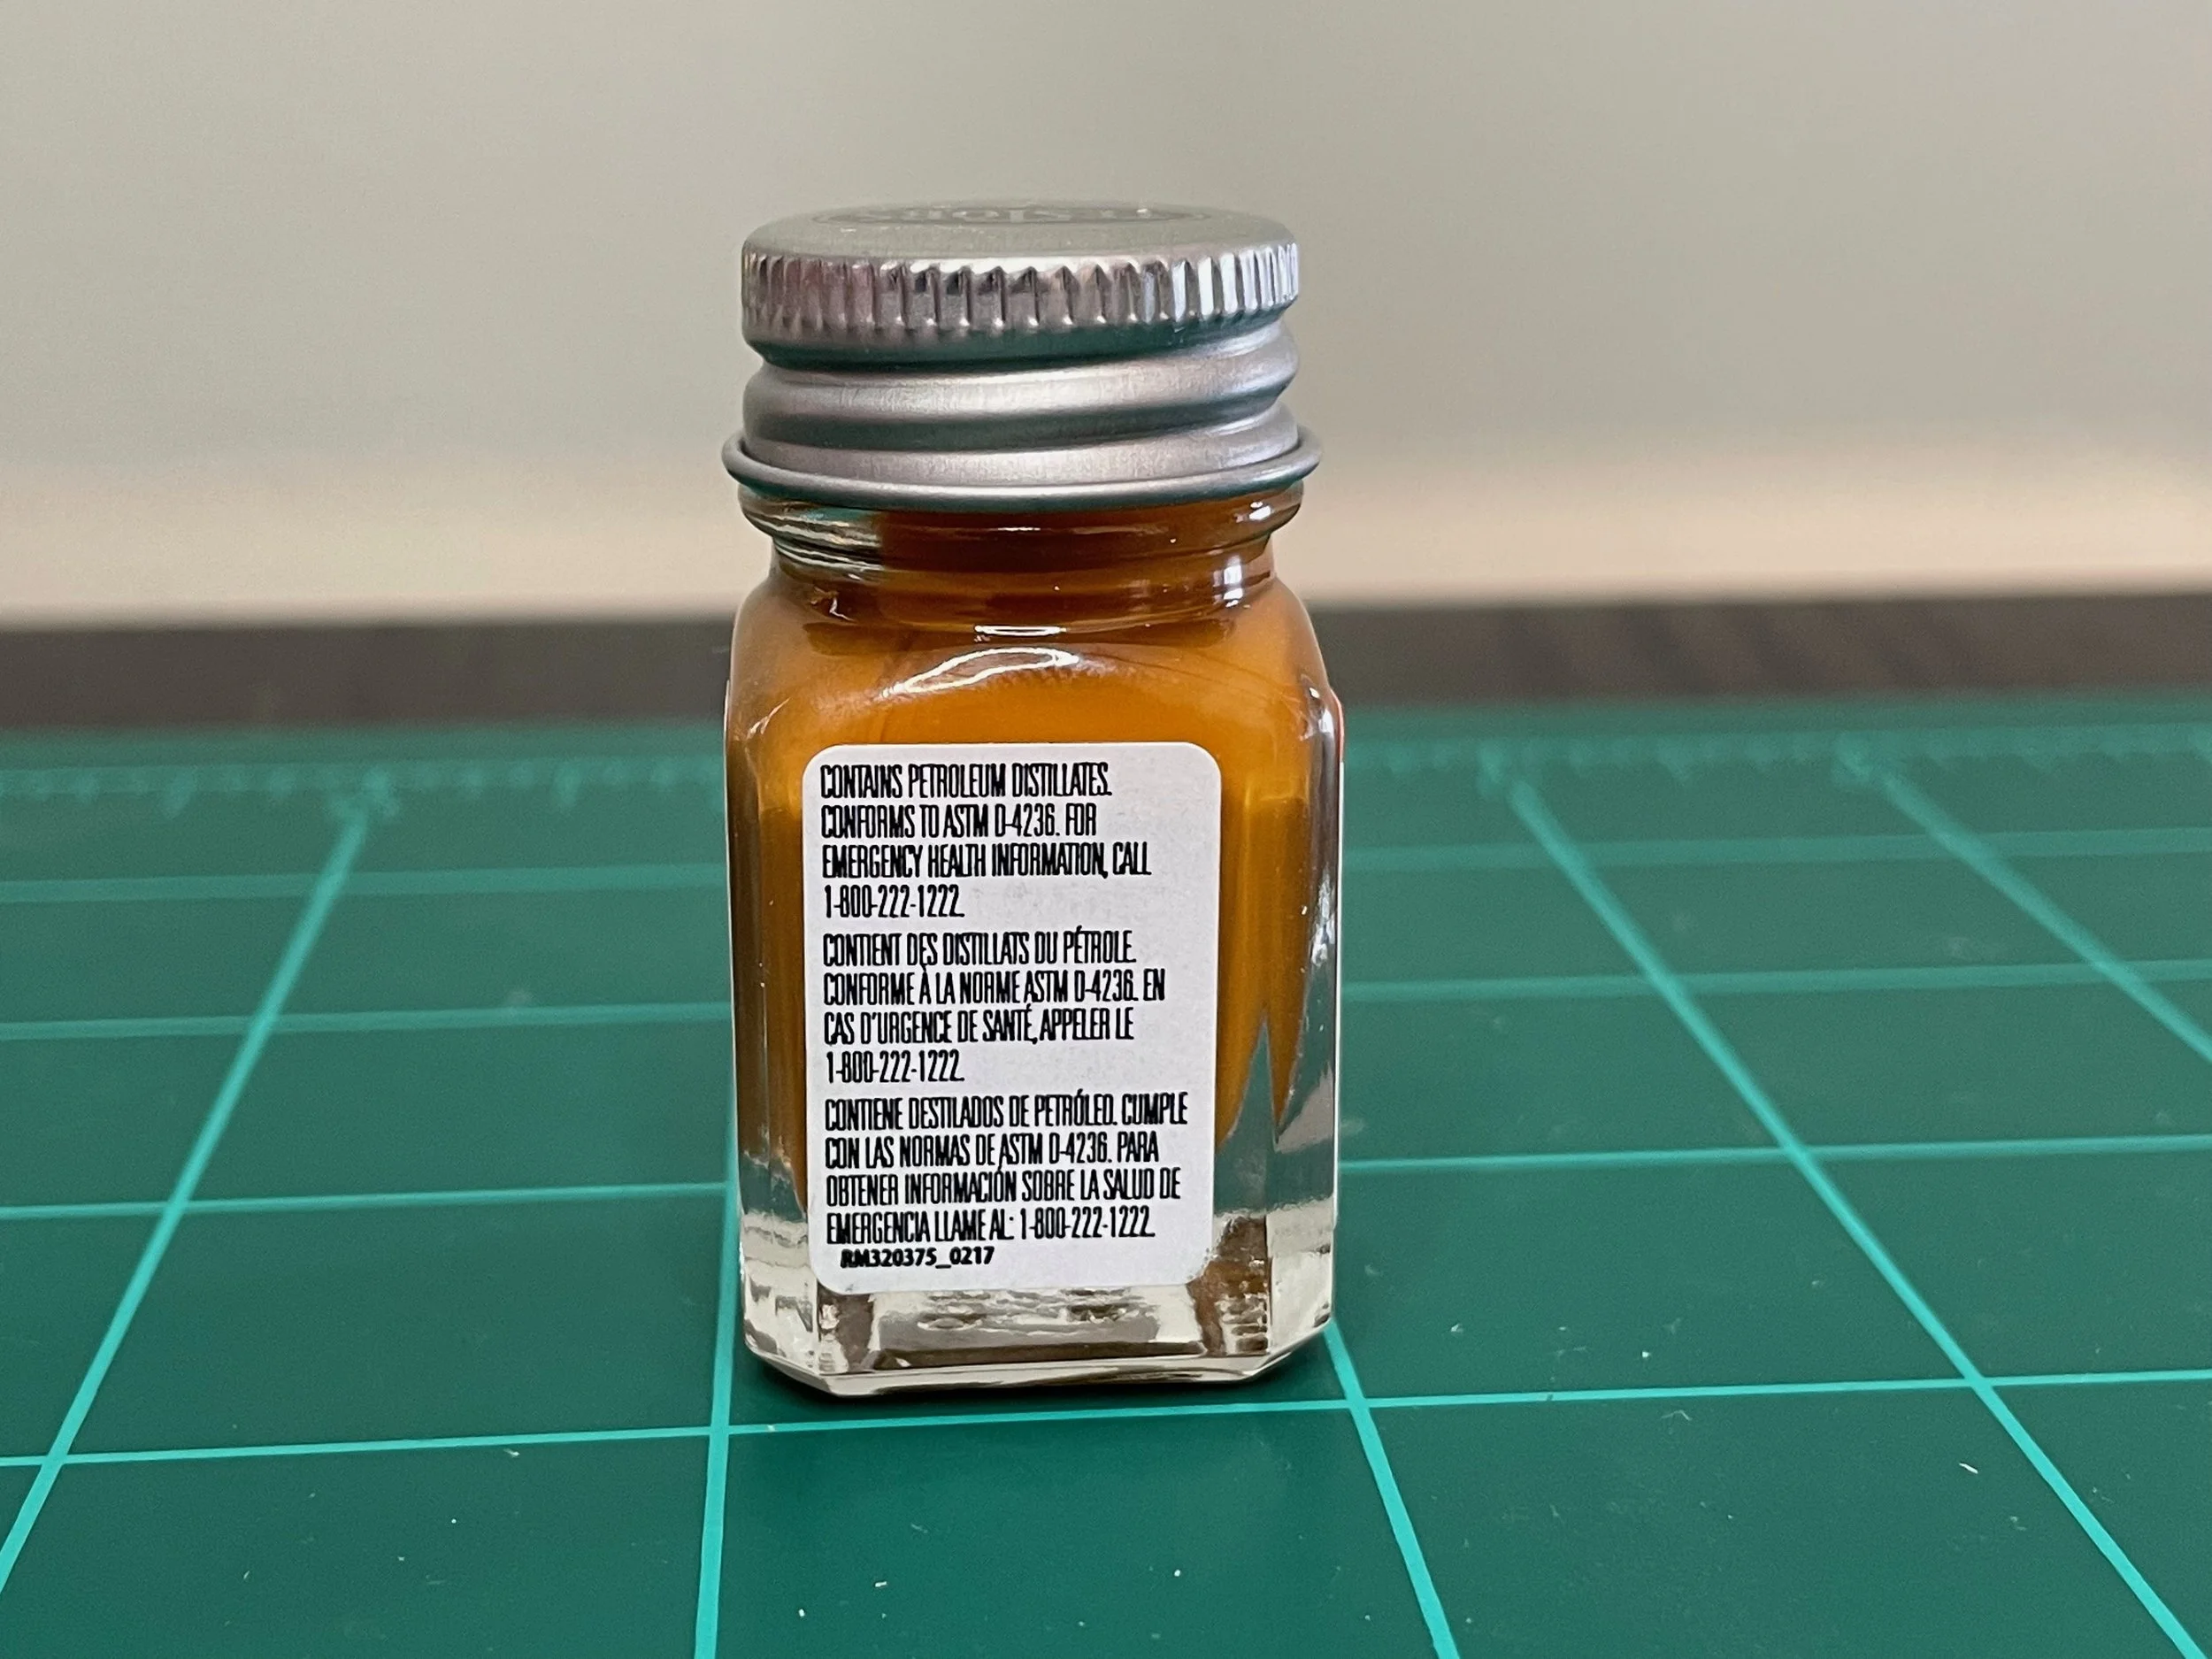 CONTAINS PETROLEUM DISTILLATES.
CONFORMS TO ASTM D-4236. FOR
EMERGENCY HEALTH INFORMATION, CALL
1-800-222-1222.
CONTIENT DES DISTILLATS DU PÉTROLE.
CONFORME À LA NORME ASTM D-4236. EN
CAS D'URGENCE DE SANTÉ, APPELER LE
1-800-222-1222.
CONTIENE DESTILADOS DE PETRÓLEO. CUMPLE
CON LAS NORMAS DE ASTM D-4236. PARA
OBTENER INFORMACIÓN SOBRE LA SALUD DE
EMERGENCIA LLAME AL: 1-800-222-1222.
RM320375_0217